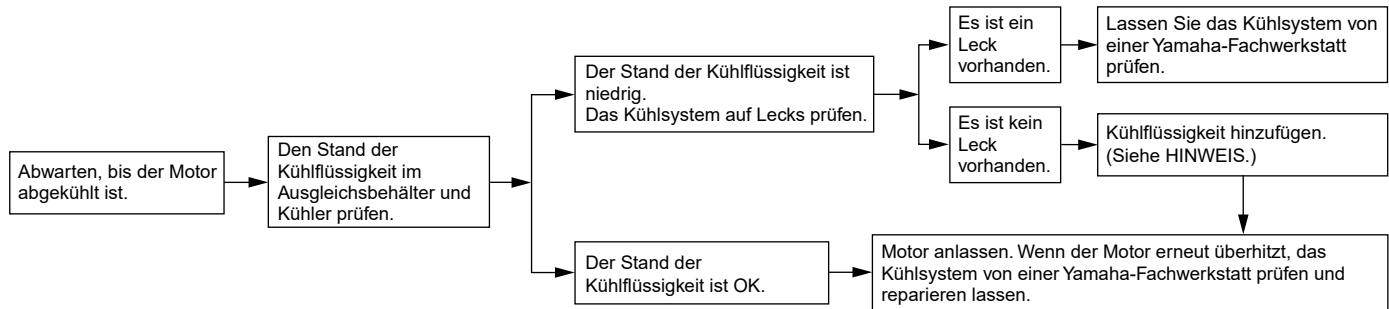 Abwarten, bis der Motor
abgekühlt ist.
Den Stand der
Kühlflüssigkeit im
Ausgleichsbehälter und
Kühler prüfen.
Der Stand der Kühlflüssigkeit ist
niedrig.
Das Kühlsystem auf Lecks prüfen.
Es ist ein
Leck
vorhanden.
Lassen Sie das Kühlsystem von
einer Yamaha-Fachwerkstatt
prüfen.
Es ist kein
Leck
vorhanden.
Kühlflüssigkeit hinzufügen.
(Siehe HINWEIS.)
Der Stand der
Kühlflüssigkeit ist OK.
Motor anlassen. Wenn der Motor erneut überhitzt, das
Kühlsystem von einer Yamaha-Fachwerkstatt prüfen und
reparieren lassen.